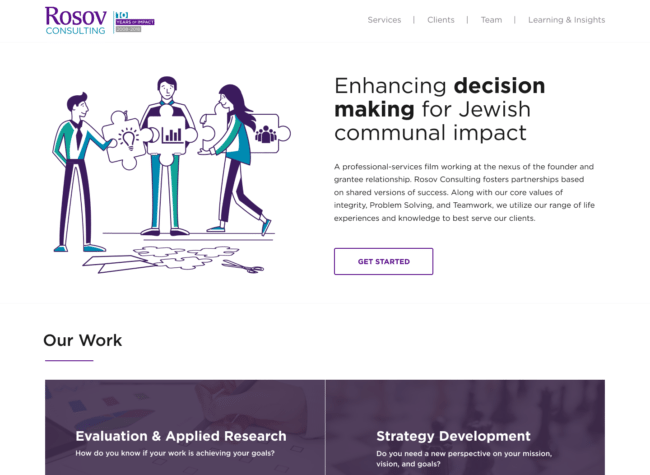 Rosov
CONSULTING
10
YEARS OF IMPACT
Services | Clients | Team | Learning & Insights
Enhancing decision
making for Jewish
communal impact
A professional-services film working at the nexus of the founder and
grantee relationship. Rosov Consulting fosters partnerships based
on shared versions of success. Along with our core values of
integrity, Problem Solving, and Teamwork, we utilize our range of life
experiences and knowledge to best serve our clients.
GET STARTED
Our Work
Evaluation & Applied Research
How do you know if your work is achieving your goals?
Strategy Development
Do you need a new perspective on your mission,
vision, and goals?